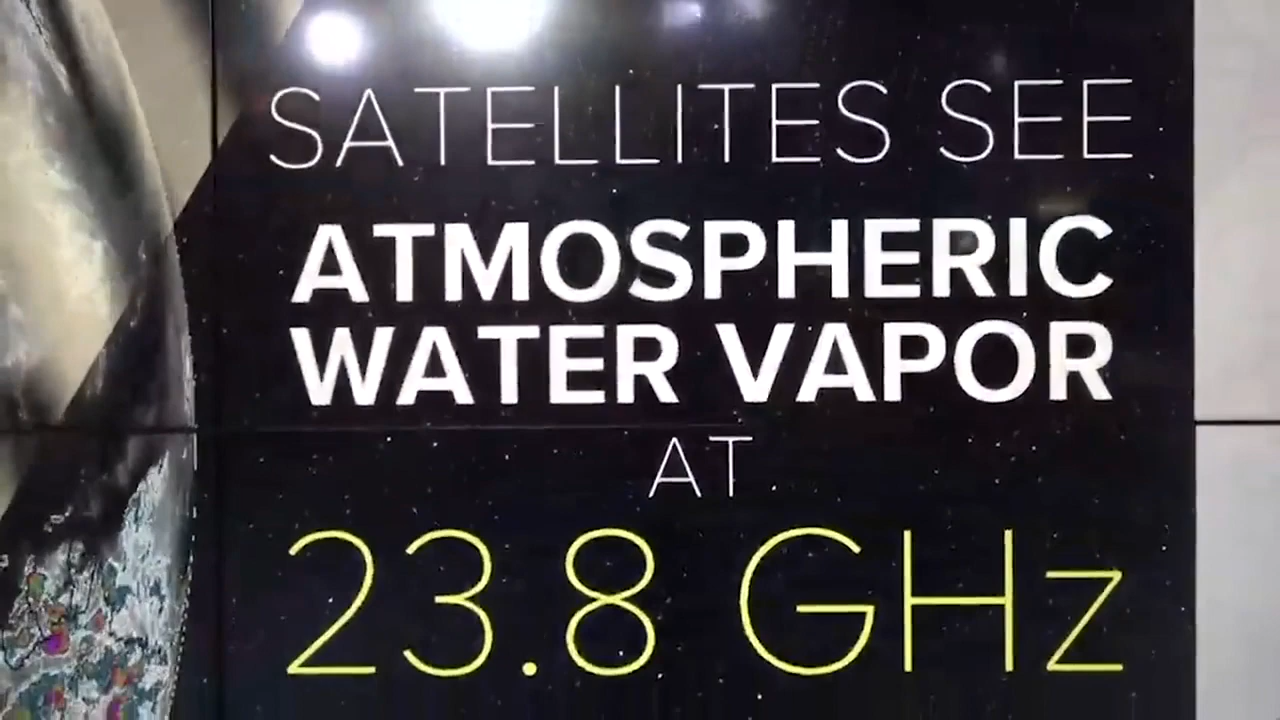 SATELLITES SEE
ATMOSPHERIC
WATER VAPOR
AT
23.8 GHz